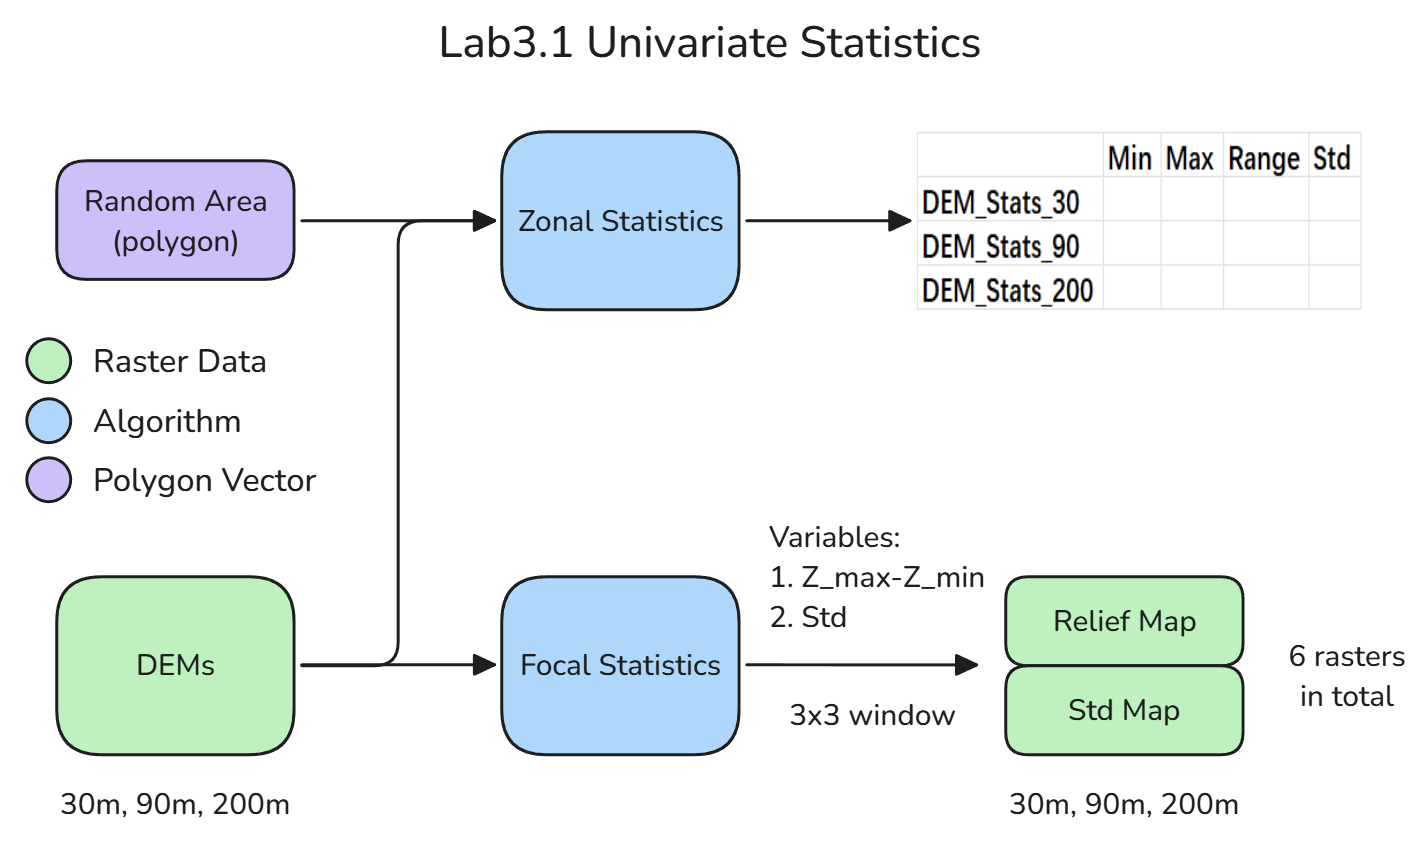 Lab3.1 Univariate Statistics
Random Area
(polygon)
Zonal Statistics
Min Max Range Std
DEM_Stats_30
DEM_Stats_90
DEM_Stats_200
Raster Data
Algorithm
Polygon Vector
DEMs
30m, 90m, 200m
Focal Statistics
Variables:
1. Z_max-Z_min
2. Std
3x3 window
Relief Map
Std Map
30m, 90m, 200m
6 rasters
in total